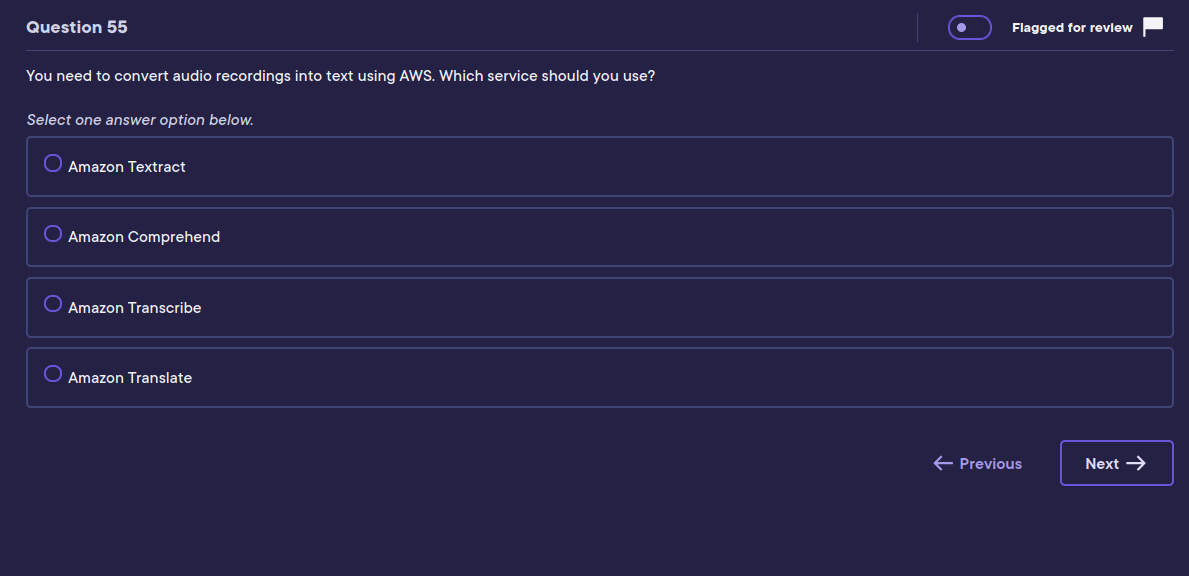 Question 55
Flagged for review
You need to convert audio recordings into text using AWS. Which service should you use?
Select one answer option below.
Amazon Textract
Amazon Comprehend
Amazon Transcribe
Amazon Translate
Previous
Next